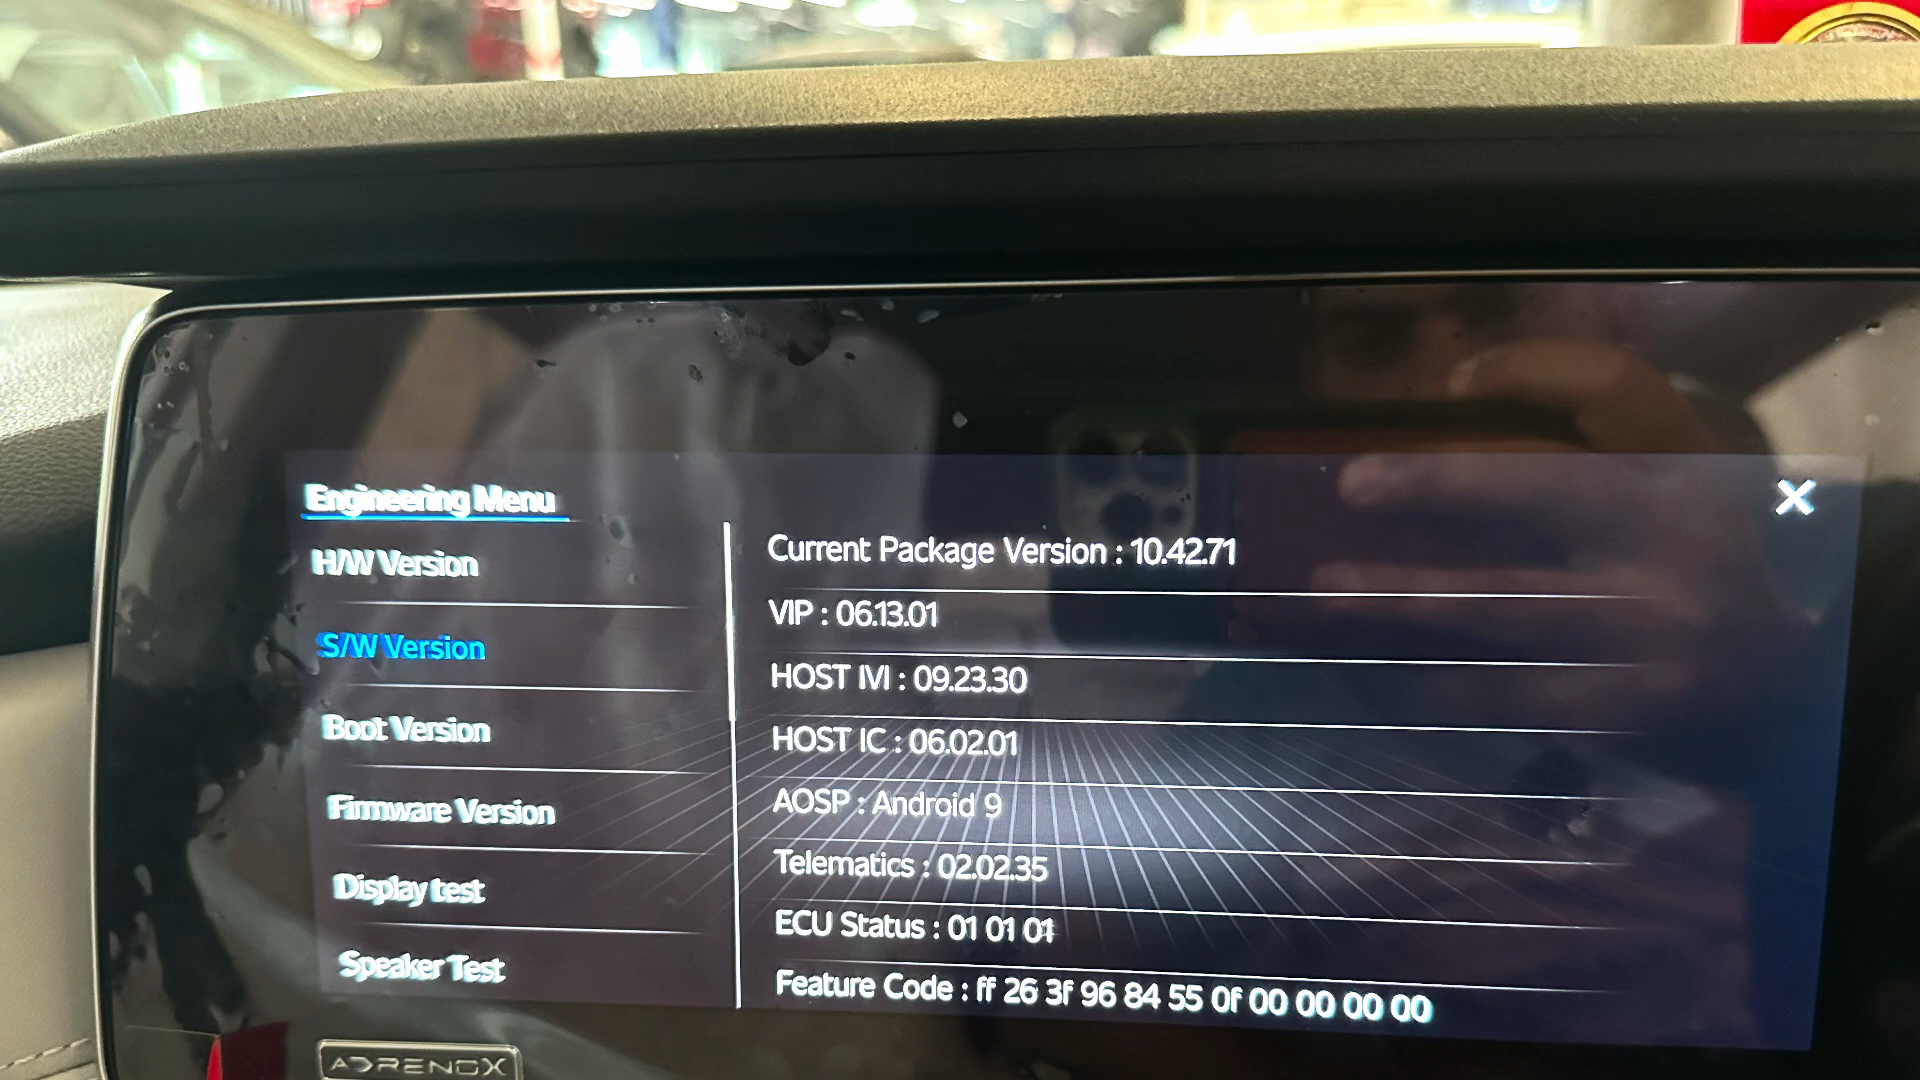 Engineering Menu
H/W Version
S/W Version
Boot Version
Firmware Version
Display test
Speaker Test
Current Package Version : 10.42.71
VIP : 06.13.01
HOST IVI : 09.23.30
HOST IC : 06.02.01
AOSP : Android 9
Telematics : 02.02.35
ECU Status : 01 01 01
Feature Code : ff 26 3f 96 84 55 0f 00 00 00 00
ADRENOX